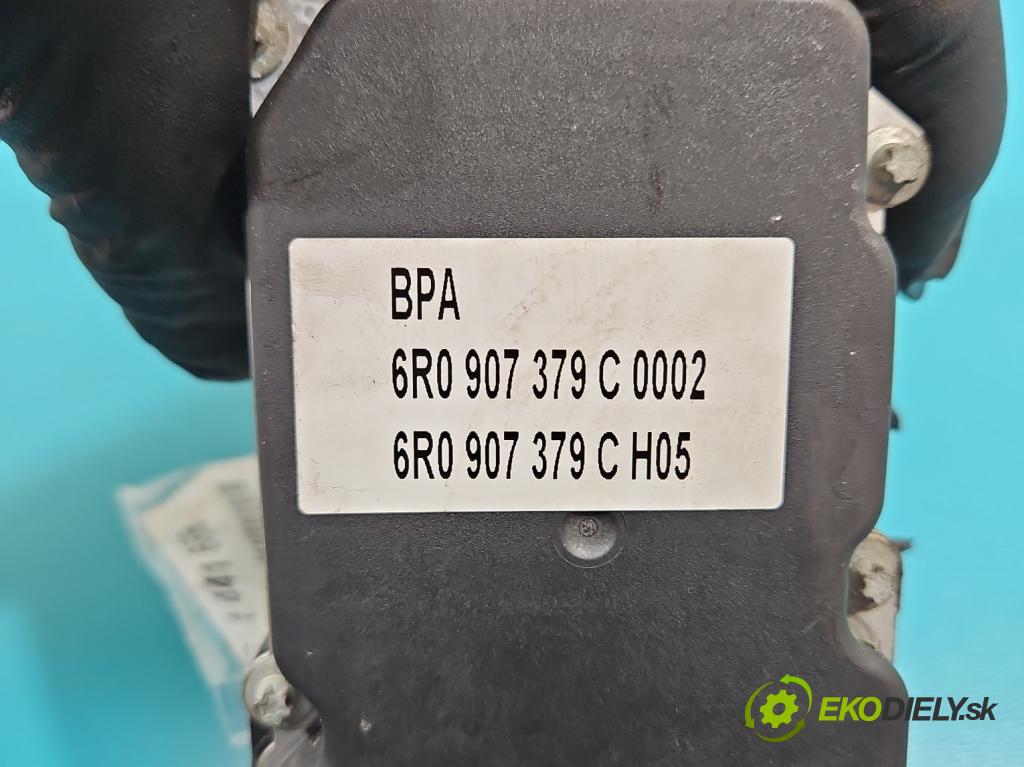 BPA
6R0 907 379 C 0002
6R0 907 379 C H05
EKODIELY.sk